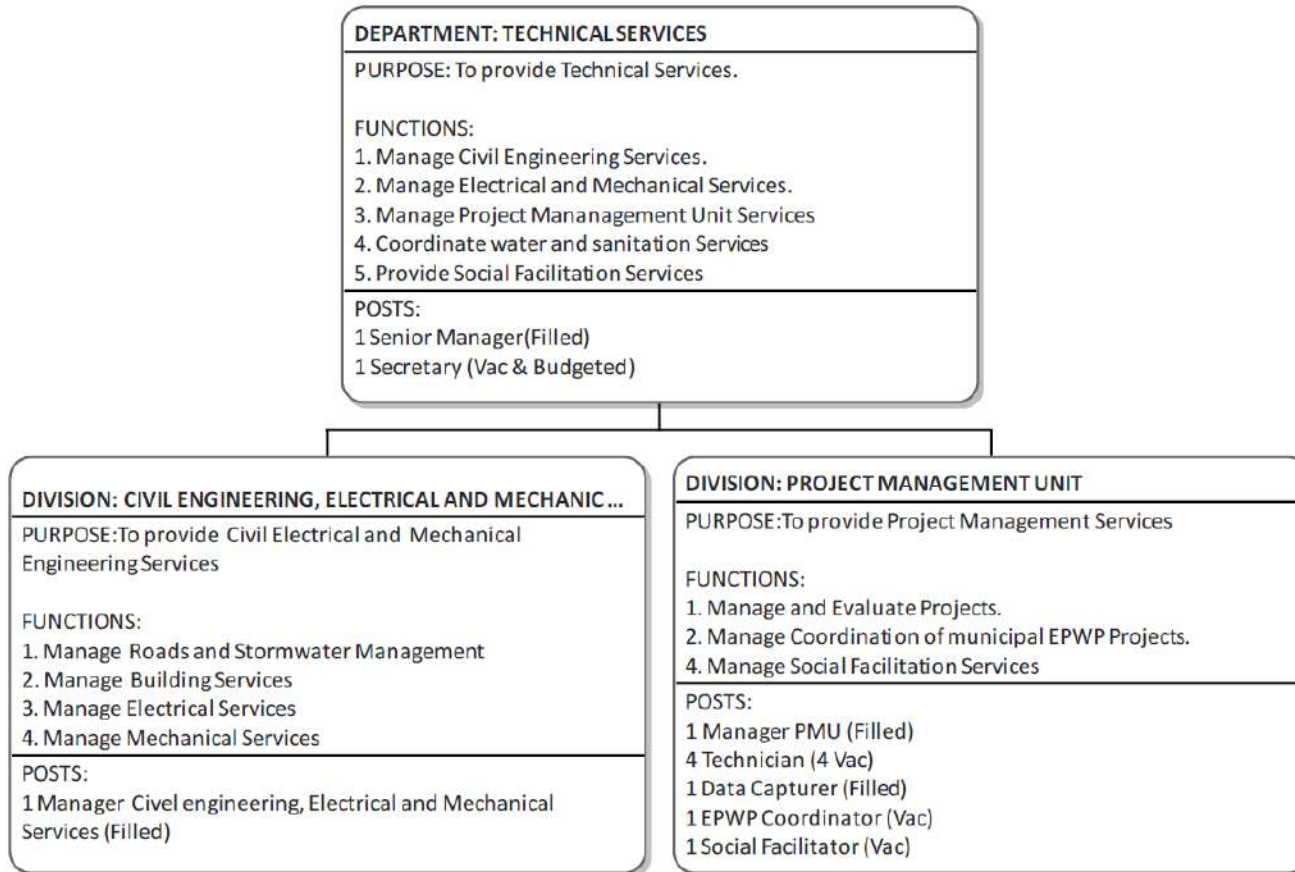 DEPARTMENT: TECHNICAL SERVICES
PURPOSE: To provide Technical Services.
FUNCTIONS:
1. Manage Civil Engineering Services.
2. Manage Electrical and Mechanical Services.
3. Manage Project Mananagement Unit Services
4. Coordinate water and sanitation Services
5. Provide Social Facilitation Services
POSTS:
1 Senior Manager(Filled)
1 Secretary (Vac & Budgeted)
DIVISION: CIVIL ENGINEERING, ELECTRICAL AND MECHANIC ...
PURPOSE:To provide Civil Electrical and Mechanical
Engineering Services
FUNCTIONS:
1. Manage Roads and Stormwater Management
2. Manage Building Services
3. Manage Electrical Services
4. Manage Mechanical Services
POSTS:
1 Manager Civel engineering, Electrical and Mechanical
Services (Filled)
DIVISION: PROJECT MANAGEMENT UNIT
PURPOSE:To provide Project Management Services
FUNCTIONS:
1. Manage and Evaluate Projects.
2. Manage Coordination of municipal EPWP Projects.
4. Manage Social Facilitation Services
POSTS:
1 Manager PMU (Filled)
4 Technician (4 Vac)
1 Data Capturer (Filled)
1 EPWP Coordinator (Vac)
1 Social Facilitator (Vac)